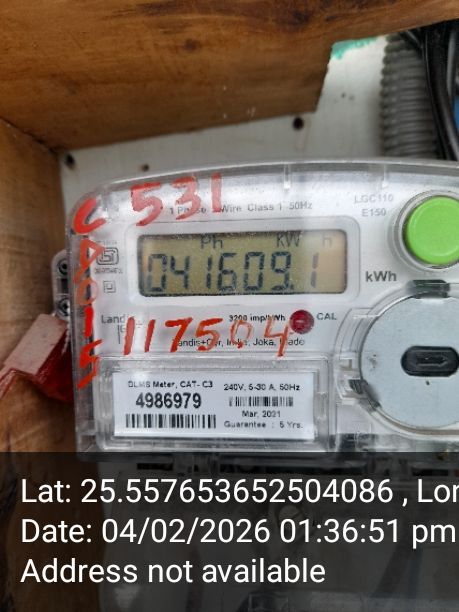 C 531
1 Phase 2 Wire Class 1 50Hz
LGC110
E150
Ph kW h
041609.1
kWh
3200 imp/kWh
CAL
117504
Landis+Gyr, India, Joka, Made
DLMS Meter, CAT- C3
4986979
240V, 5-30 A, 50Hz
Mar, 2021
Guarantee : 5 Yrs.
Lat: 25.557653652504086 , Lon
Date: 04/02/2026 01:36:51 pm
Address not available